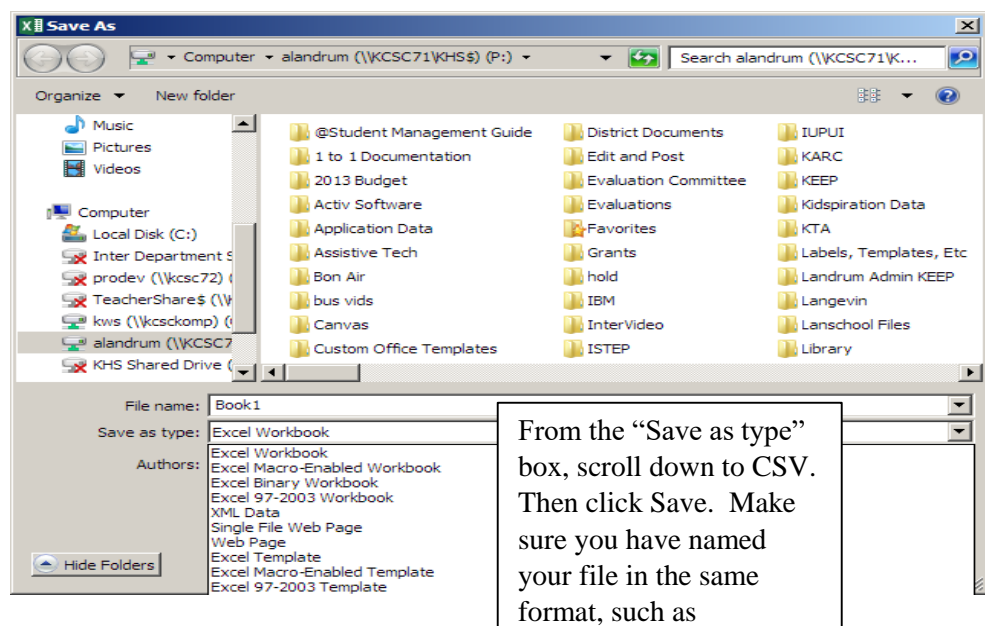 Save As
Computer alandrum (\\KCSC71\KHS$) (P:)
Search alandrum (\\KCSC71\K...
Organize New folder
Music
Pictures
Videos
Computer
Local Disk (C:)
Inter Department S
prodev (\\kcsc72) (
TeacherShare$ (\\K
kws (\\kcsckomp) (
alandrum (\\KCSC7
KHS Shared Drive (
@Student Management Guide
1 to 1 Documentation
2013 Budget
Activ Software
Application Data
Assistive Tech
Bon Air
bus vids
Canvas
Custom Office Templates
District Documents
Edit and Post
Evaluation Committee
Evaluations
Favorites
Grants
hold
IBM
InterVideo
ISTEP
IUPUI
KARC
KEEP
Kidspiration Data
KTA
Labels, Templates, Etc
Landrum Admin KEEP
Langevin
Lanschool Files
Library
File name: Book1
Save as type: Excel Workbook
Authors:
Excel Workbook
Excel Macro-Enabled Workbook
Excel Binary Workbook
Excel 97-2003 Workbook
XML Data
Single File Web Page
Web Page
Excel Template
Excel Macro-Enabled Template
Excel 97-2003 Template
Hide Folders
From the “Save as type”
box, scroll down to CSV.
Then click Save. Make
sure you have named
your file in the same
format, such as